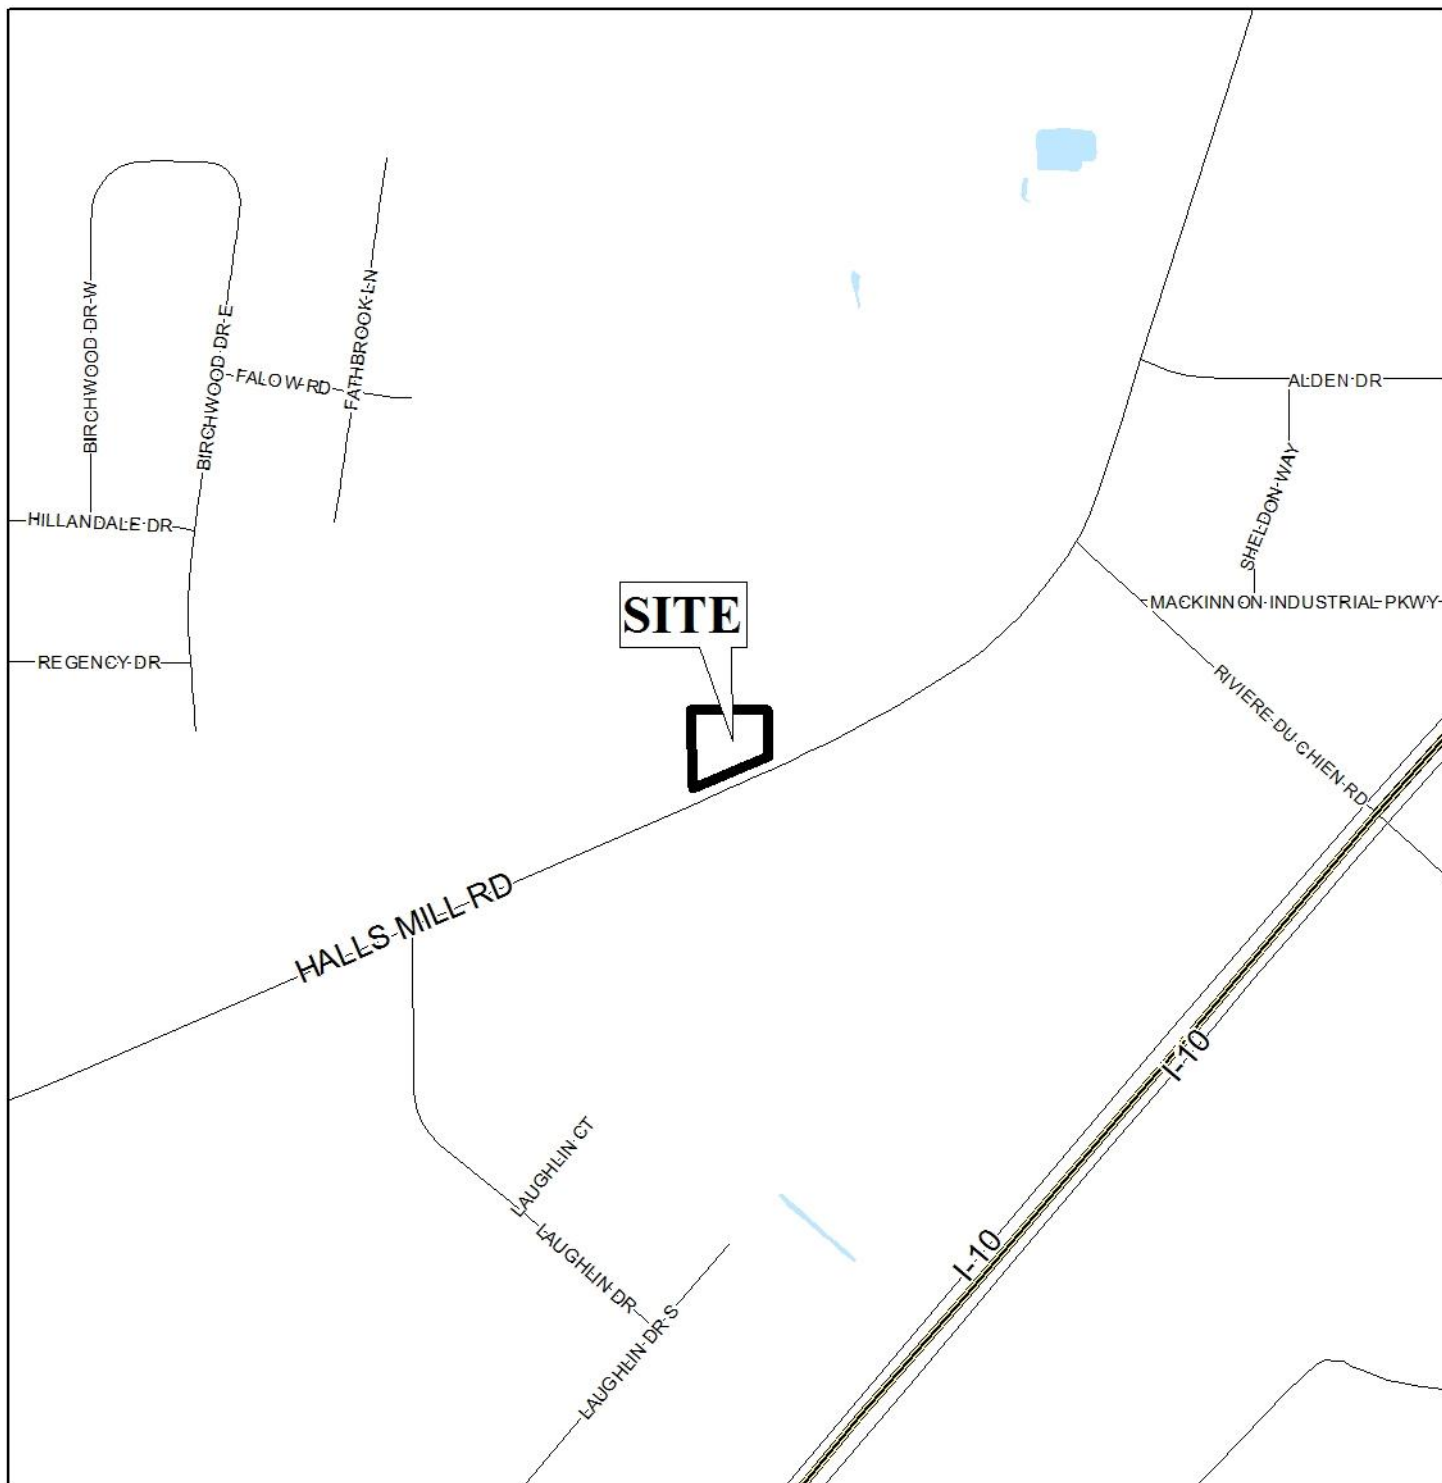 BIRCHWOOD DR W
BIRCHWOOD DR E
FATHBROOK LN
FALOW RD
ALDEN DR
SHELDON WAY
HILLANDALE DR
SITE
MACKINNON INDUSTRIAL PKWY
REGENCY DR
RIVIERE DU CHIEN RD
HALLS MILL RD
I-10
LAUGHLIN CT
LAUGHLIN DR
I-10
LAUGHLIN DR S